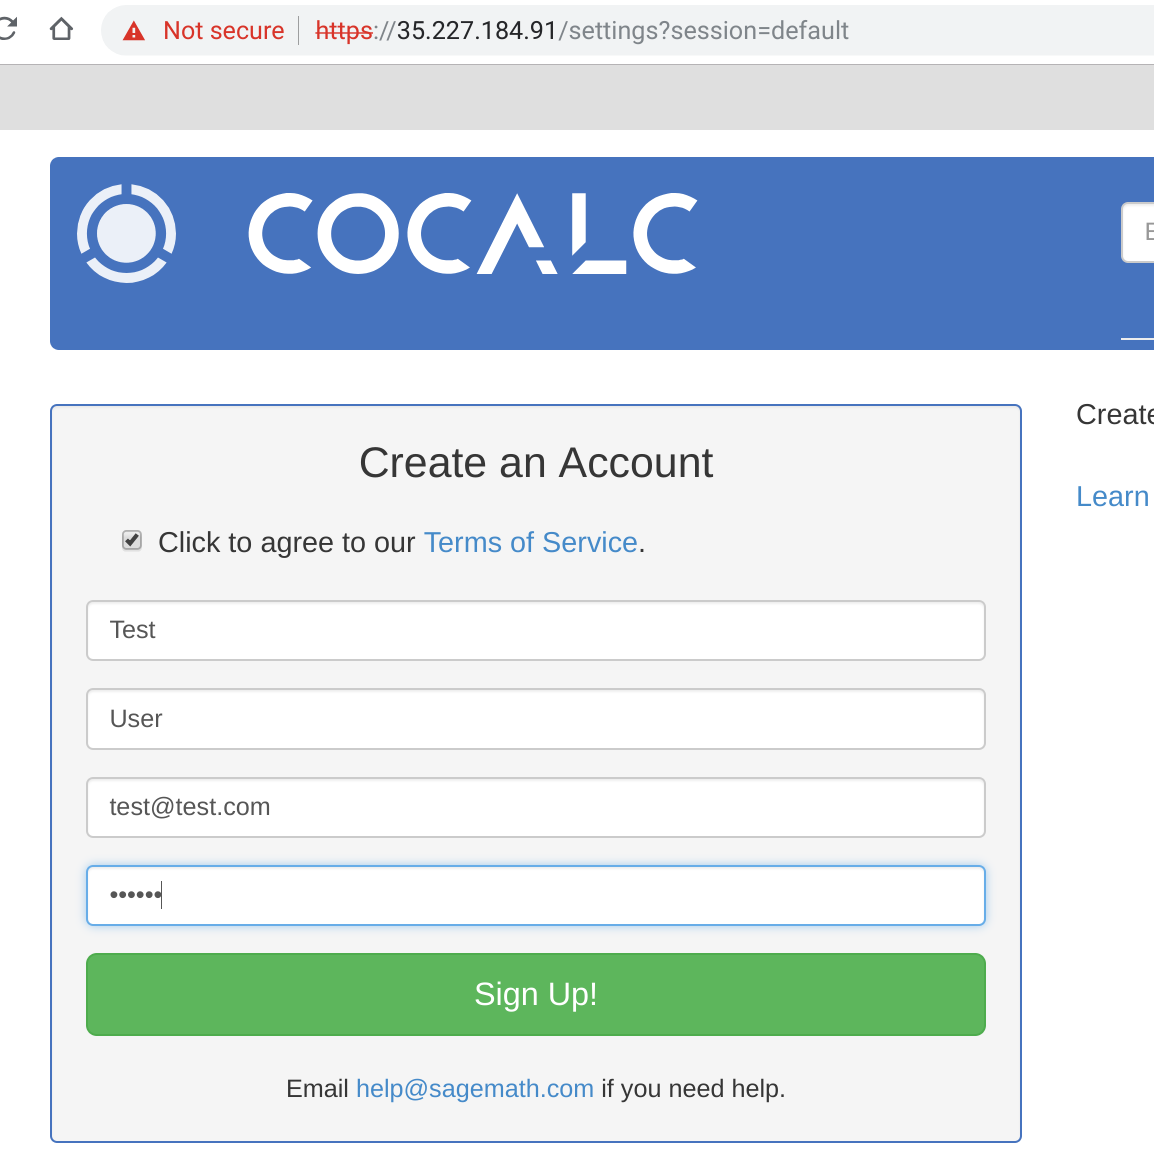 Not secure https://35.227.184.91/settings?session=default
COCALC
E
Create an Account
Create
Click to agree to our Terms of Service.
Learn
Test
User
test@test.com
••••••
Sign Up!
Email help@sagemath.com if you need help.